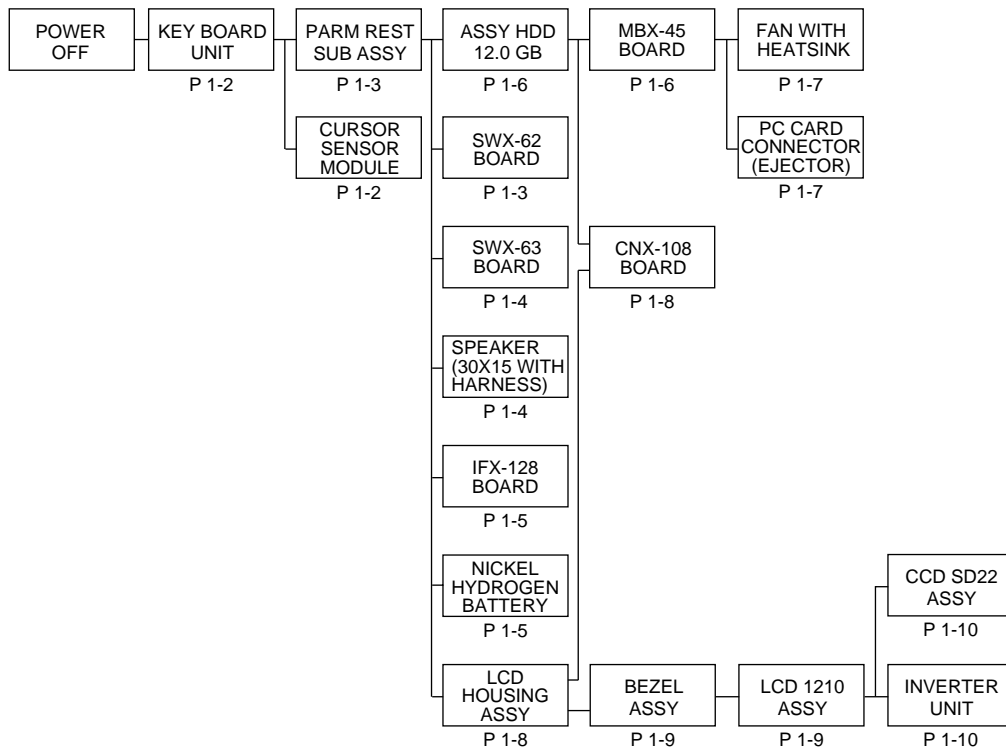 POWER
OFF
KEY BOARD
UNIT
P 1-2
PARM REST
SUB ASSY
P 1-3
CURSOR
SENSOR
MODULE
P 1-2
ASSY HDD
12.0 GB
P 1-6
SWX-62
BOARD
P 1-3
SWX-63
BOARD
P 1-4
SPEAKER
(30X15 WITH
HARNESS)
P 1-4
IFX-128
BOARD
P 1-5
NICKEL
HYDROGEN
BATTERY
P 1-5
LCD
HOUSING
ASSY
P 1-8
MBX-45
BOARD
P 1-6
CNX-108
BOARD
P 1-8
BEZEL
ASSY
P 1-9
FAN WITH
HEATSINK
P 1-7
PC CARD
CONNECTOR
(EJECTOR)
P 1-7
LCD 1210
ASSY
P 1-9
CCD SD22
ASSY
P 1-10
INVERTER
UNIT
P 1-10